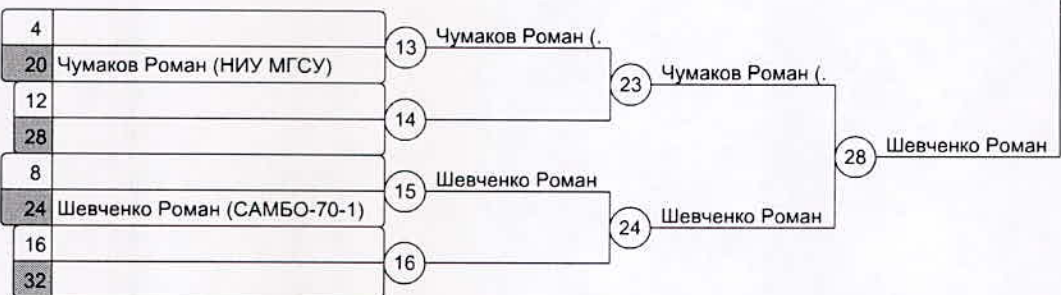 4
20 Чумаков Роман (НИУ МГСУ)
12
28
8
24 Шевченко Роман (САМБО-70-1)
16
32
13 Чумаков Роман (.
14
15 Шевченко Роман
16
23 Чумаков Роман (.
24 Шевченко Роман
28 Шевченко Роман